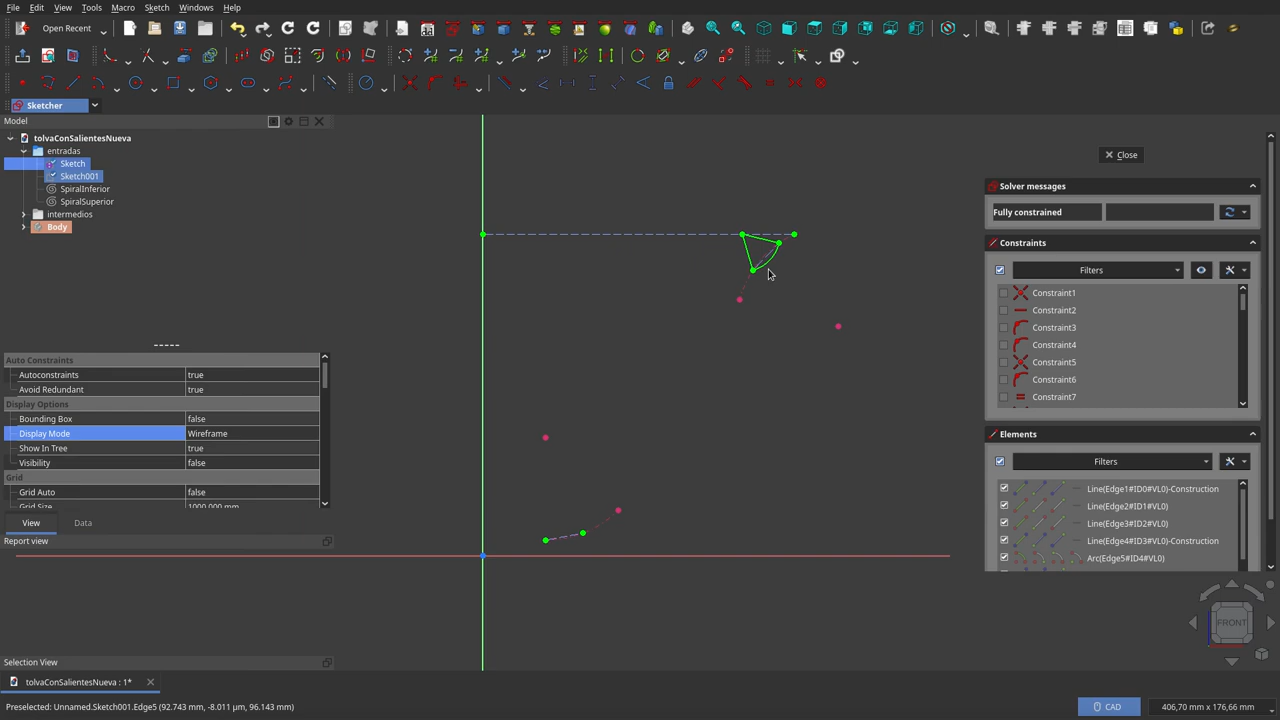 File Edit View Tools Macro Sketch Windows Help
Open Recent
Sketcher
Model
tolvaConSalientesNueva
entradas
Sketch
Sketch001
SpiralInferior
SpiralSuperior
intermedios
Body
Auto Constraints
Autoconstraints true
Avoid Redundant true
Display Options
Bounding Box false
Display Mode Wireframe
Show In Tree true
Visibility false
Grid
Grid Auto false
Grid Size 1000,000 mm
View Data
Report view
Selection View
tolvaConSalientesNueva : 1*
Preselected: Unnamed.Sketch001.Edge5 (92.743 mm, -8.011 µm, 96.143 mm)
Close
Solver messages
Fully constrained
Constraints
Filters
Constraint1
Constraint2
Constraint3
Constraint4
Constraint5
Constraint6
Constraint7
Elements
Filters
Line(Edge1#ID0#VL0)-Construction
Line(Edge2#ID1#VL0)
Line(Edge3#ID2#VL0)
Line(Edge4#ID3#VL0)-Construction
Arc(Edge5#ID4#VL0)
FRONT
CAD 406,70 mm x 176,66 mm